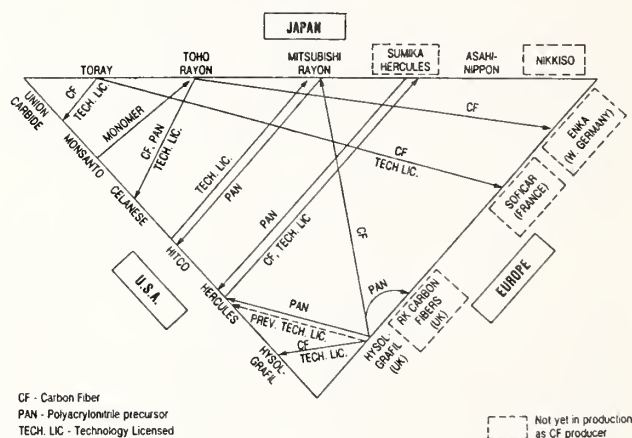 JAPAN
TORAY
TOHO
RAYON
MITSUBISHI
RAYON
SUMIKA
HERCULES
ASAHI-
NIPPON
NIKKISO
UNION
CARBIDE
MONSANTO
CELANESE
HITCO
HERCULES
HYSOL-
GRAFIL
U.S.A.
CF
TECH. LIC.
MONOMER
CF, PAN
TECH. LIC.
TECH. LIC.
PAN
PAN
CF, TECH. LIC
CF
CF
TECH LIC.
CF
PAN
PREV. TECH. LIC.
CF
TECH. LIC.
PAN
ENKA
(W. GERMANY)
SOFICAR
(FRANCE)
EUROPE
RK CARBON
FIBERS
(UK)
HYSOL-
GRAFIL
(UK)
CF - Carbon Fiber
PAN - Polyacrylonitrile precursor
TECH. LIC - Technology Licensed
Not yet in production
as CF producer